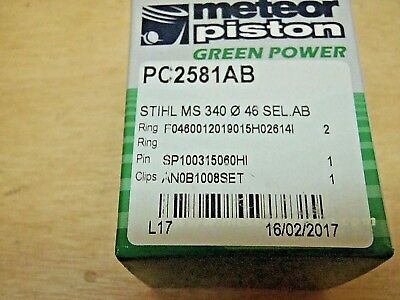 meteor
piston
GREEN POWER
PC2581AB
STIHL MS 340 Ø 46 SEL.AB
Ring F0460012019015H02614I 2
Ring
Pin SP100315060HI 1
Clips AN0B1008SET 1
L17 16/02/2017